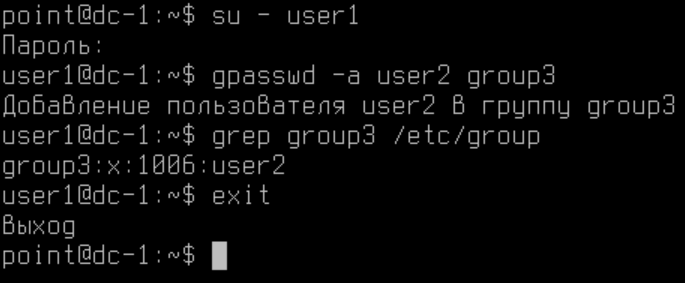 point@dc-1:~$ su - user1
Пароль:
user1@dc-1:~$ gpasswd -a user2 group3
Добавление пользователя user2 в группу group3
user1@dc-1:~$ grep group3 /etc/group
group3:x:1006:user2
user1@dc-1:~$ exit
Выход
point@dc-1:~$